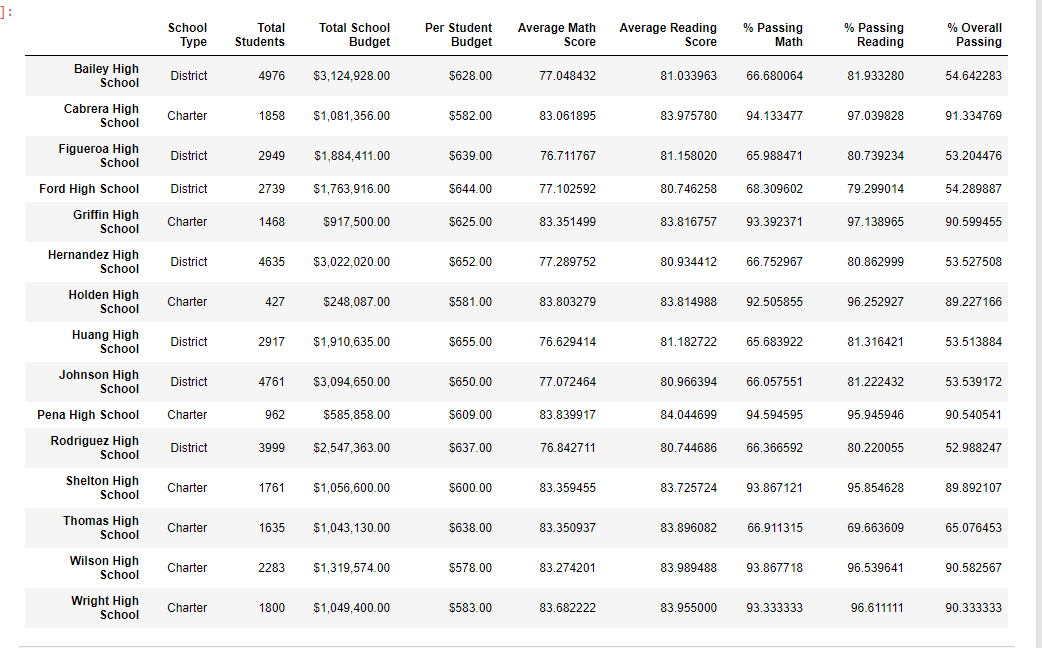 ]:
School Type Total Students Total School Budget Per Student Budget Average Math Score Average Reading Score % Passing Math % Passing Reading % Overall Passing
Bailey High School District 4976 $3,124,928.00 $628.00 77.048432 81.033963 66.680064 81.933280 54.642283
Cabrera High School Charter 1858 $1,081,356.00 $582.00 83.061895 83.975780 94.133477 97.039828 91.334769
Figueroa High School District 2949 $1,884,411.00 $639.00 76.711767 81.158020 65.988471 80.739234 53.204476
Ford High School District 2739 $1,763,916.00 $644.00 77.102592 80.746258 68.309602 79.299014 54.289887
Griffin High School Charter 1468 $917,500.00 $625.00 83.351499 83.816757 93.392371 97.138965 90.599455
Hernandez High School District 4635 $3,022,020.00 $652.00 77.289752 80.934412 66.752967 80.862999 53.527508
Holden High School Charter 427 $248,087.00 $581.00 83.803279 83.814988 92.505855 96.252927 89.227166
Huang High School District 2917 $1,910,635.00 $655.00 76.629414 81.182722 65.683922 81.316421 53.513884
Johnson High School District 4761 $3,094,650.00 $650.00 77.072464 80.966394 66.057551 81.222432 53.539172
Pena High School Charter 962 $585,858.00 $609.00 83.839917 84.044699 94.594595 95.945946 90.540541
Rodriguez High School District 3999 $2,547,363.00 $637.00 76.842711 80.744686 66.366592 80.220055 52.988247
Shelton High School Charter 1761 $1,056,600.00 $600.00 83.359455 83.725724 93.867121 95.854628 89.892107
Thomas High School Charter 1635 $1,043,130.00 $638.00 83.350937 83.896082 66.911315 69.663609 65.076453
Wilson High School Charter 2283 $1,319,574.00 $578.00 83.274201 83.989488 93.867718 96.539641 90.582567
Wright High School Charter 1800 $1,049,400.00 $583.00 83.682222 83.955000 93.333333 96.611111 90.333333